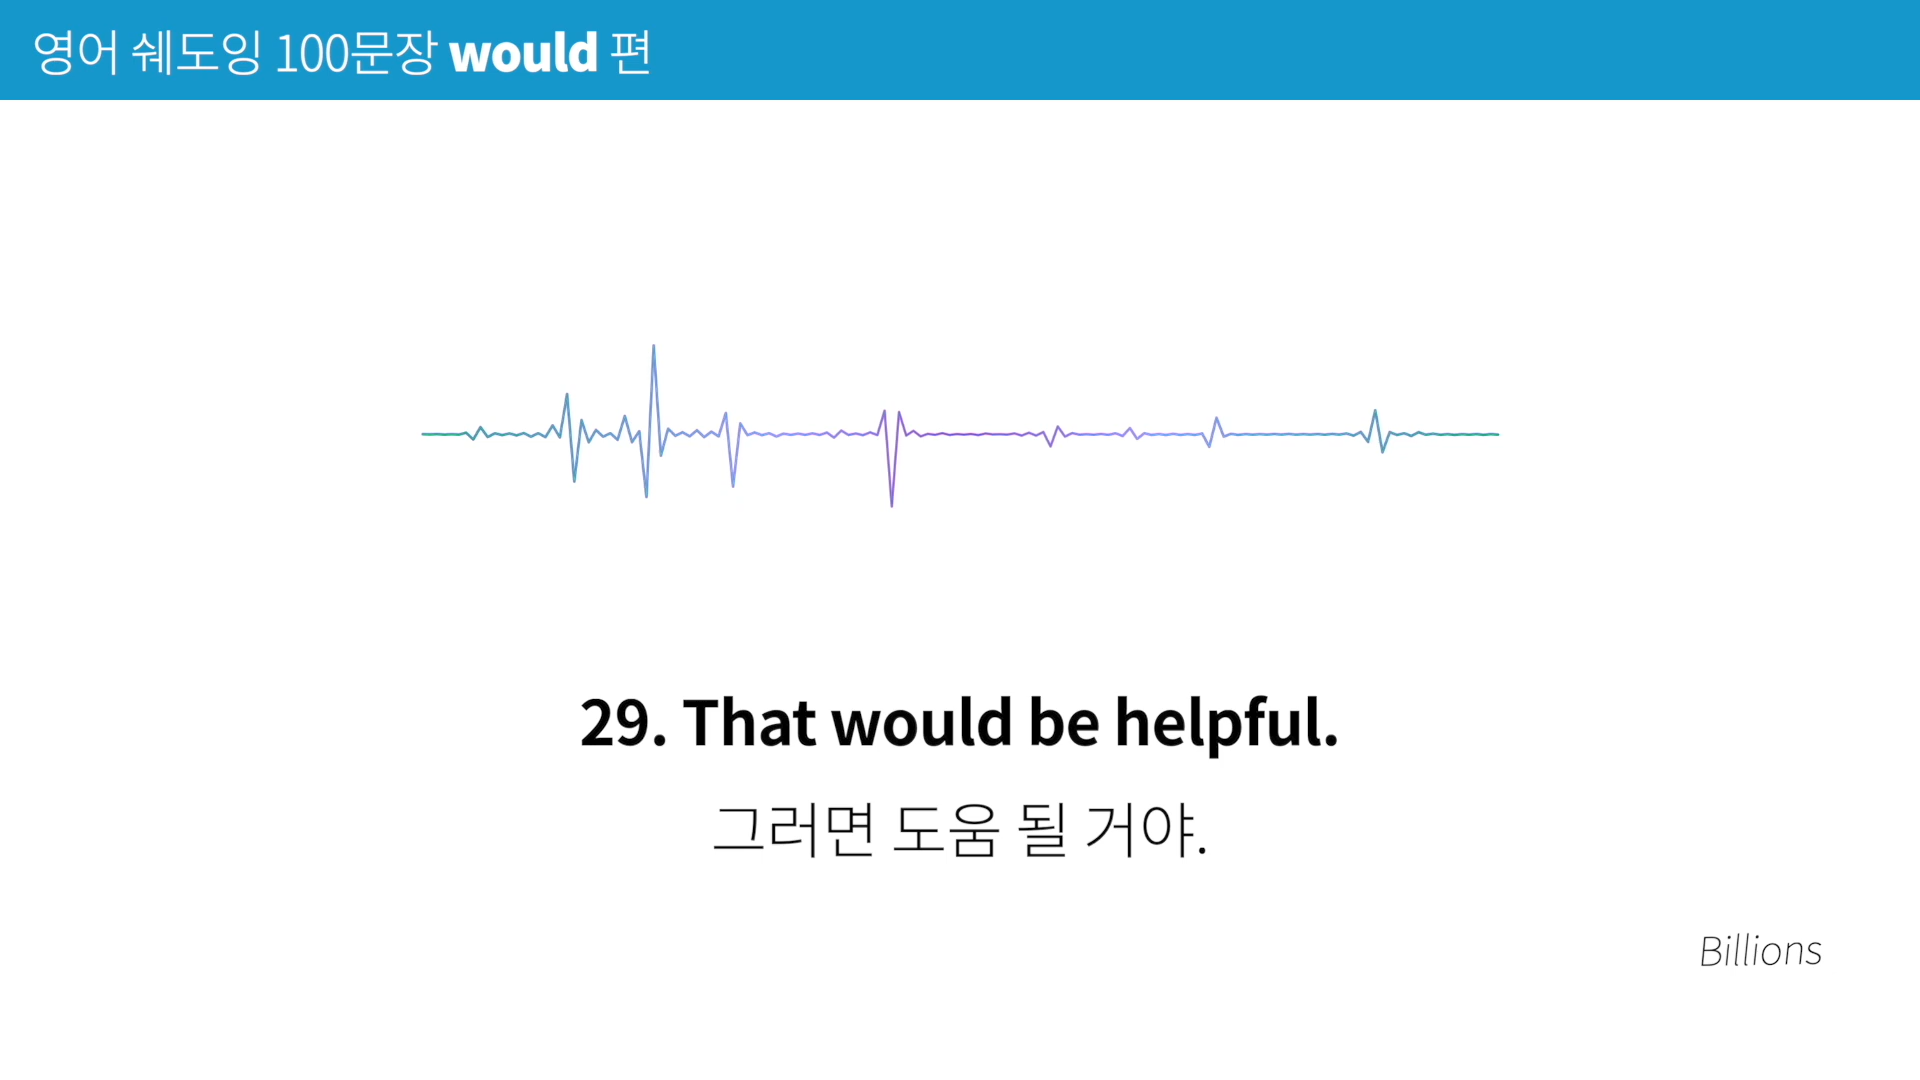 영어 쉐도잉 100문장 would 편
29. That would be helpful.
그러면 도움 될 거야.
Billions